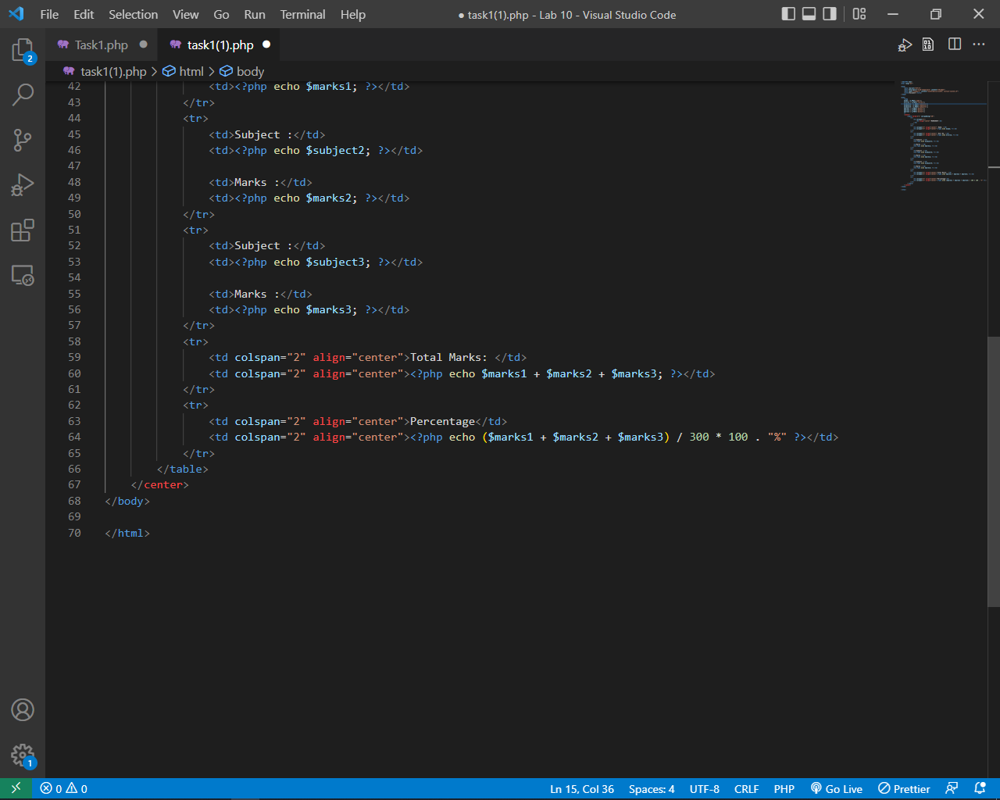 File Edit Selection View Go Run Terminal Help ● task1(1).php - Lab 10 - Visual Studio Code
Task1.php task1(1).php
task1(1).php > html > body
42 <td><?php echo $marks1; ?></td>
43 </tr>
44 <tr>
45 <td>Subject :</td>
46 <td><?php echo $subject2; ?></td>
47
48 <td>Marks :</td>
49 <td><?php echo $marks2; ?></td>
50 </tr>
51 <tr>
52 <td>Subject :</td>
53 <td><?php echo $subject3; ?></td>
54
55 <td>Marks :</td>
56 <td><?php echo $marks3; ?></td>
57 </tr>
58 <tr>
59 <td colspan="2" align="center">Total Marks: </td>
60 <td colspan="2" align="center"><?php echo $marks1 + $marks2 + $marks3; ?></td>
61 </tr>
62 <tr>
63 <td colspan="2" align="center">Percentage</td>
64 <td colspan="2" align="center"><?php echo ($marks1 + $marks2 + $marks3) / 300 * 100 . "%" ?></td>
65 </tr>
66 </table>
67 </center>
68 </body>
69
70 </html>
2
1
0 0 Ln 15, Col 36 Spaces: 4 UTF-8 CRLF PHP Go Live Prettier